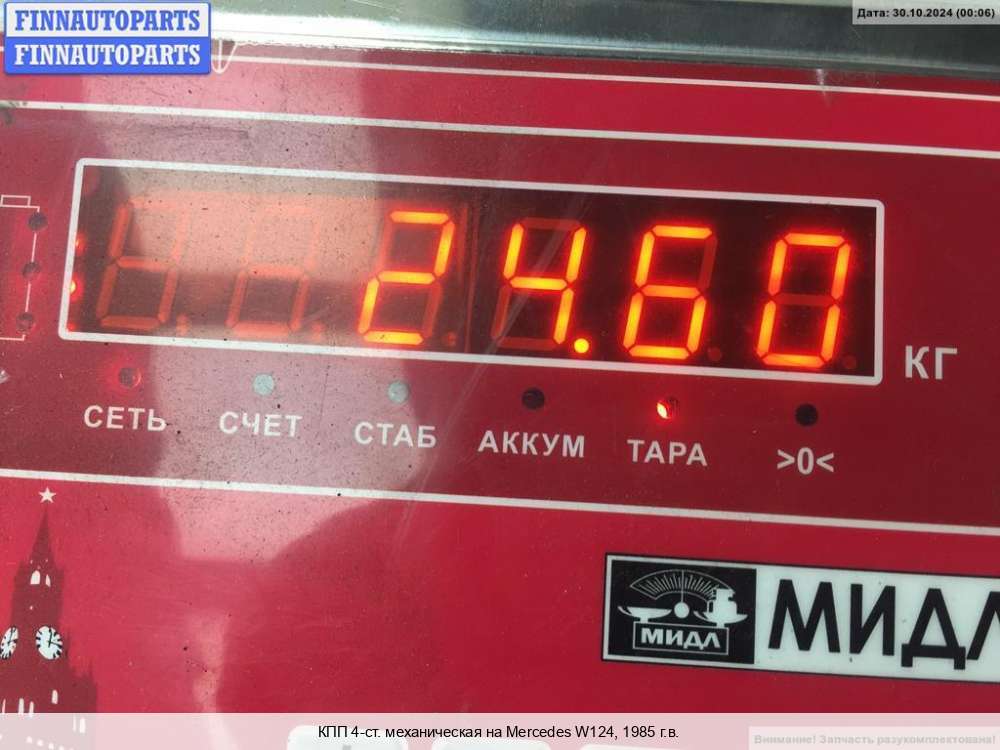 FINNAUTOPARTS
FINNAUTOPARTS
Дата: 30.10.2024 (00:06)
24.60
КГ
СЕТЬ СЧЕТ СТАБ АККУМ ТАРА >0<
МИДЛ
МИДЛ
КПП 4-ст. механическая на Mercedes W124, 1985 г.в.
Внимание! Запчасть разукомплектована!